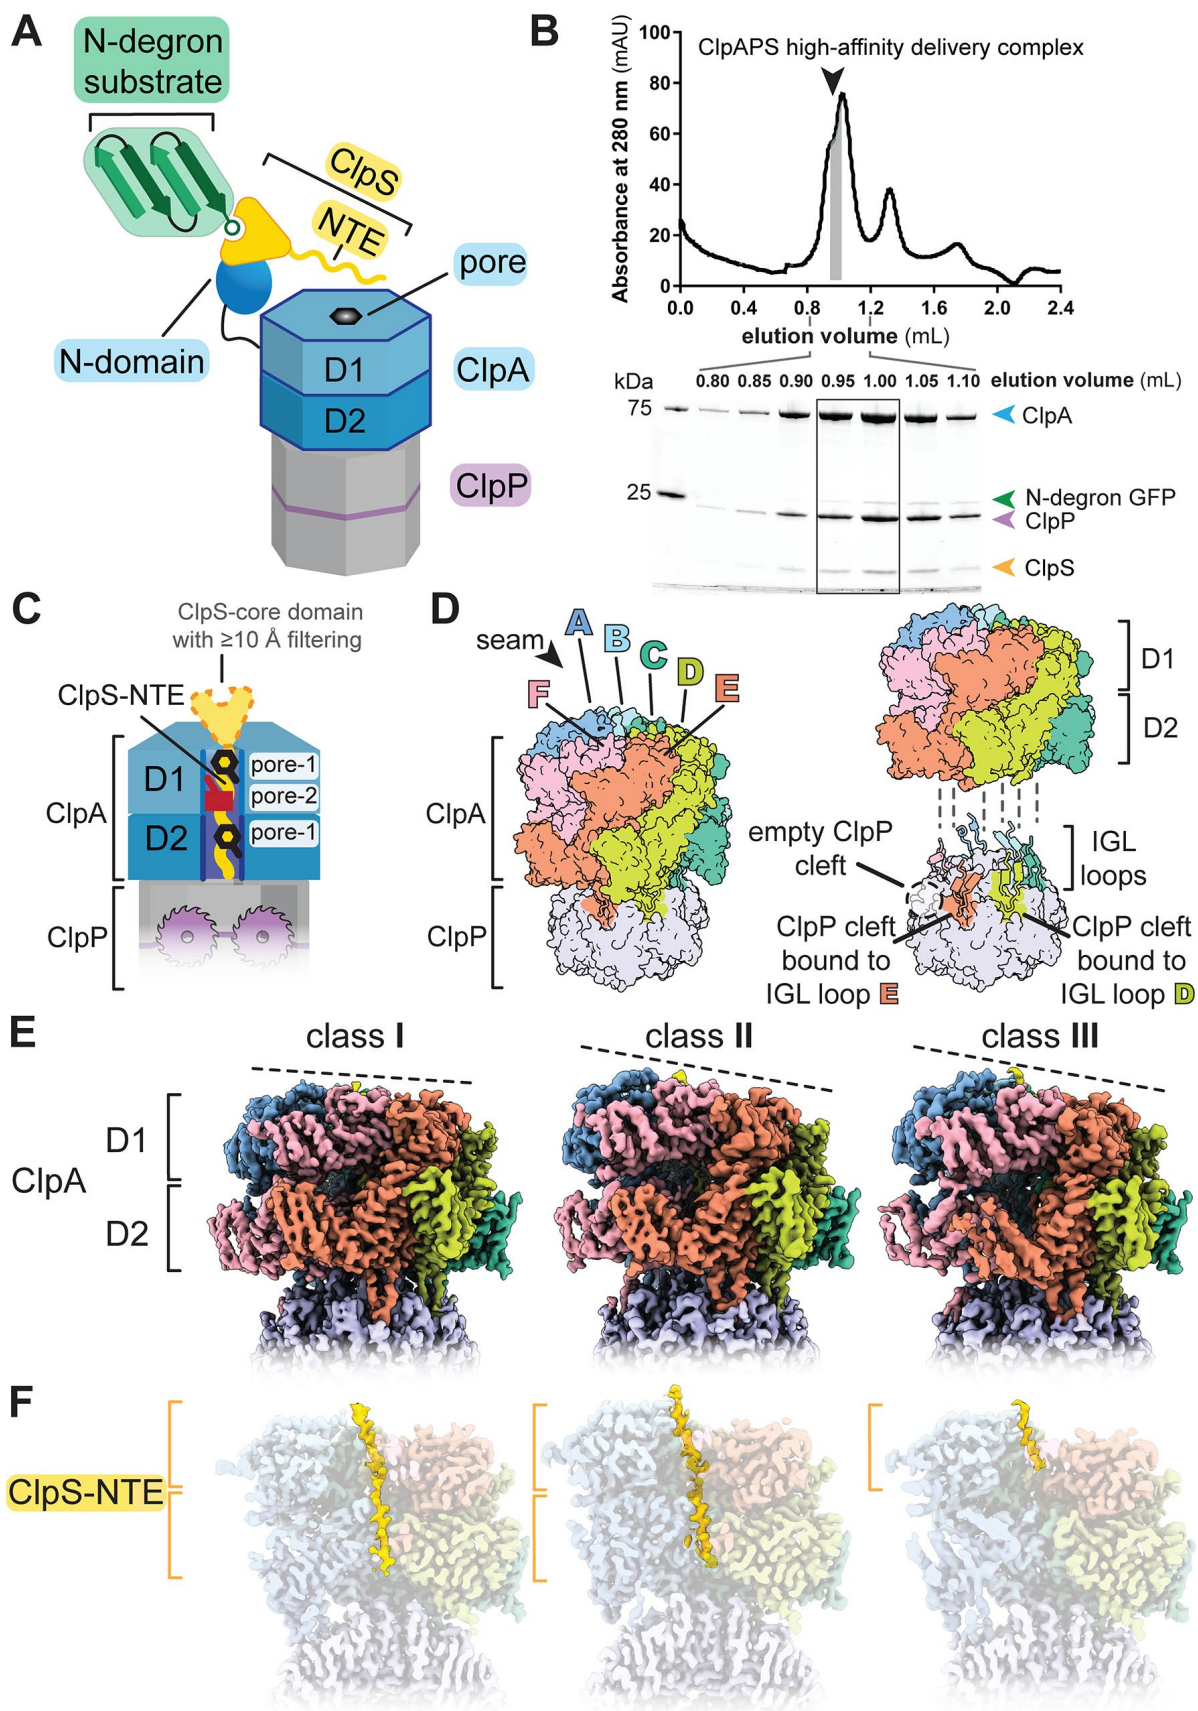 A
N-degron
substrate
ClpS
NTE
pore
N-domain
D1
ClpA
D2
ClpP
B
ClpAPS high-affinity delivery complex
Absorbance at 280 nm (mAU)
100
80
60
40
20
0
0.0 0.4 0.8 1.2 1.6 2.0 2.4
elution volume (mL)
kDa 0.80 0.85 0.90 0.95 1.00 1.05 1.10 elution volume (mL)
75
ClpA
25
N-degron GFP
ClpP
ClpS
C
ClpS-core domain
with ≥10 Å filtering
ClpS-NTE
ClpA
D1
D2
pore-1
pore-2
pore-1
ClpP
D
seam
A
B
C
D
E
F
ClpA
ClpP
D1
D2
empty ClpP
cleft
IGL
loops
ClpP cleft
bound to
IGL loop E
ClpP cleft
bound to
IGL loop D
E
class I
class II
class III
D1
ClpA
D2
F
ClpS-NTE